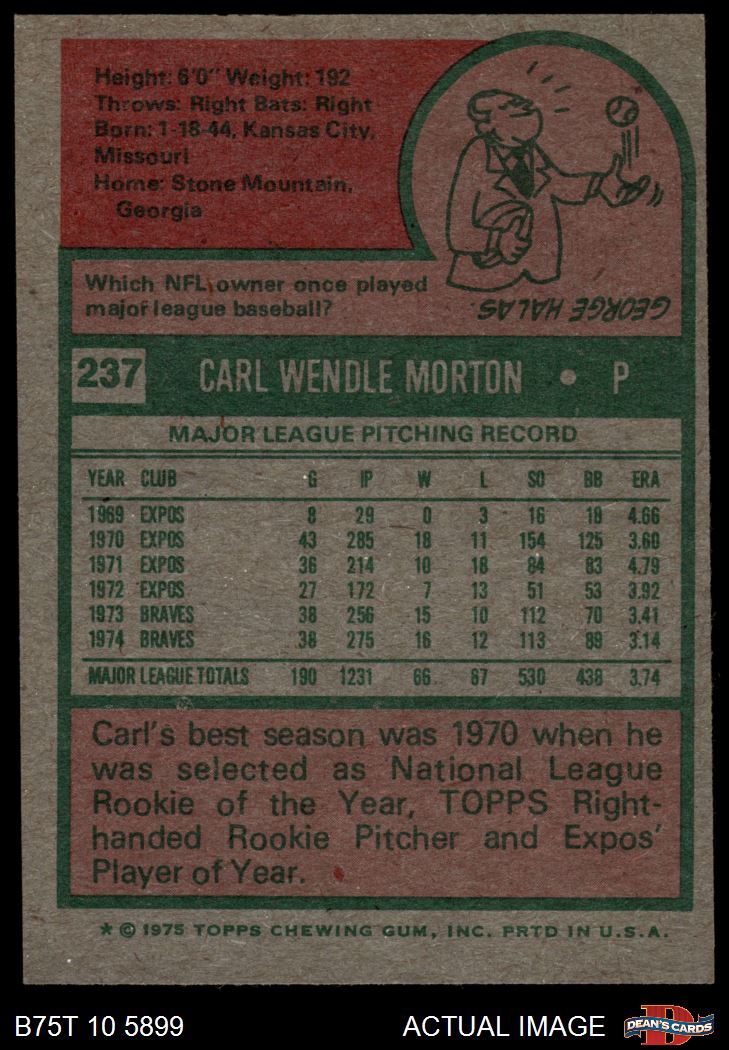 Height: 6'0" Weight: 192
Throws: Right Bats: Right
Born: 1-18-44, Kansas City,
Missouri
Home: Stone Mountain,
Georgia
Which NFL owner once played
major league baseball?
GEORGE HALAS.
237 CARL WENDLE MORTON • P
MAJOR LEAGUE PITCHING RECORD
YEAR CLUB G IP W L SO BB ERA
1969 EXPOS 8 29 0 3 16 18 4.66
1970 EXPOS 43 285 18 11 154 125 3.60
1971 EXPOS 36 214 10 18 84 83 4.79
1972 EXPOS 27 172 7 13 51 53 3.92
1973 BRAVES 38 256 15 10 112 70 3.41
1974 BRAVES 38 275 16 12 113 89 3.14
MAJOR LEAGUE TOTALS 190 1231 66 67 530 438 3.74
Carl's best season was 1970 when he
was selected as National League
Rookie of the Year, TOPPS Right-
handed Rookie Pitcher and Expos'
Player of Year.
* © 1975 TOPPS CHEWING GUM, INC. PRTD IN U.S.A.
B75T 10 5899 ACTUAL IMAGE
D
DEAN'S CARDS